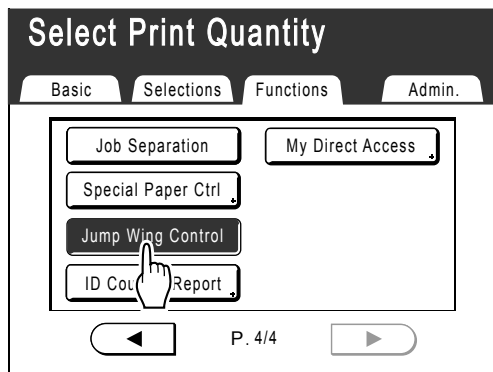 Select Print Quantity
Basic Selections Functions Admin.
Job Separation My Direct Access
Special Paper Ctrl
Jump Wing Control
ID Report
P. 4/4